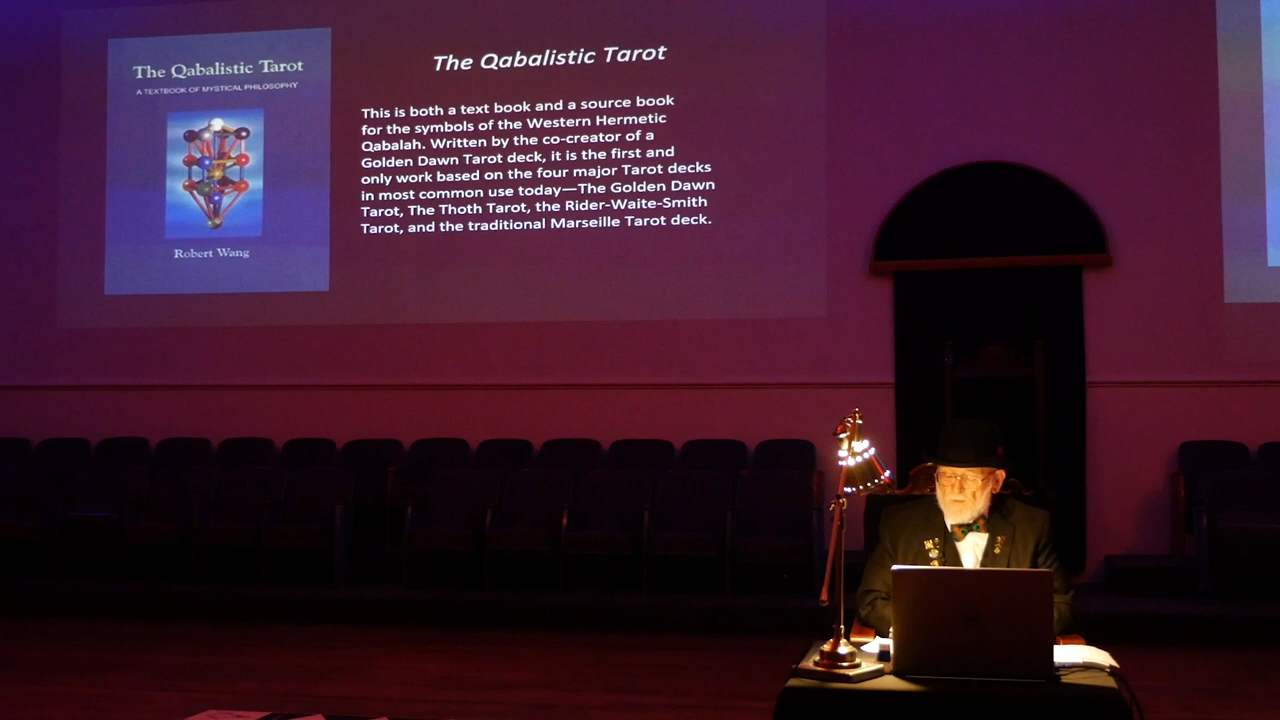 The Qabalistic Tarot
A TEXTBOOK OF MYSTICAL PHILOSOPHY
Robert Wang
The Qabalistic Tarot
This is both a text book and a source book
for the symbols of the Western Hermetic
Qabalah. Written by the co-creator of a
Golden Dawn Tarot deck, it is the first and
only work based on the four major Tarot decks
in most common use today—The Golden Dawn
Tarot, The Thoth Tarot, the Rider-Waite-Smith
Tarot, and the traditional Marseille Tarot deck.